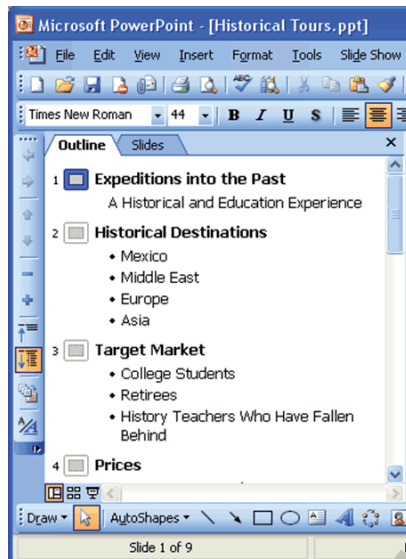 Microsoft PowerPoint - [Historical Tours.ppt]
File Edit View Insert Format Tools Slide Show
ABC
Times New Roman 44 B I U S
Outline Slides
1 Expeditions into the Past
A Historical and Education Experience
2 Historical Destinations
• Mexico
• Middle East
• Europe
• Asia
3 Target Market
• College Students
• Retirees
• History Teachers Who Have Fallen
Behind
4 Prices
Draw AutoShapes
Slide 1 of 9